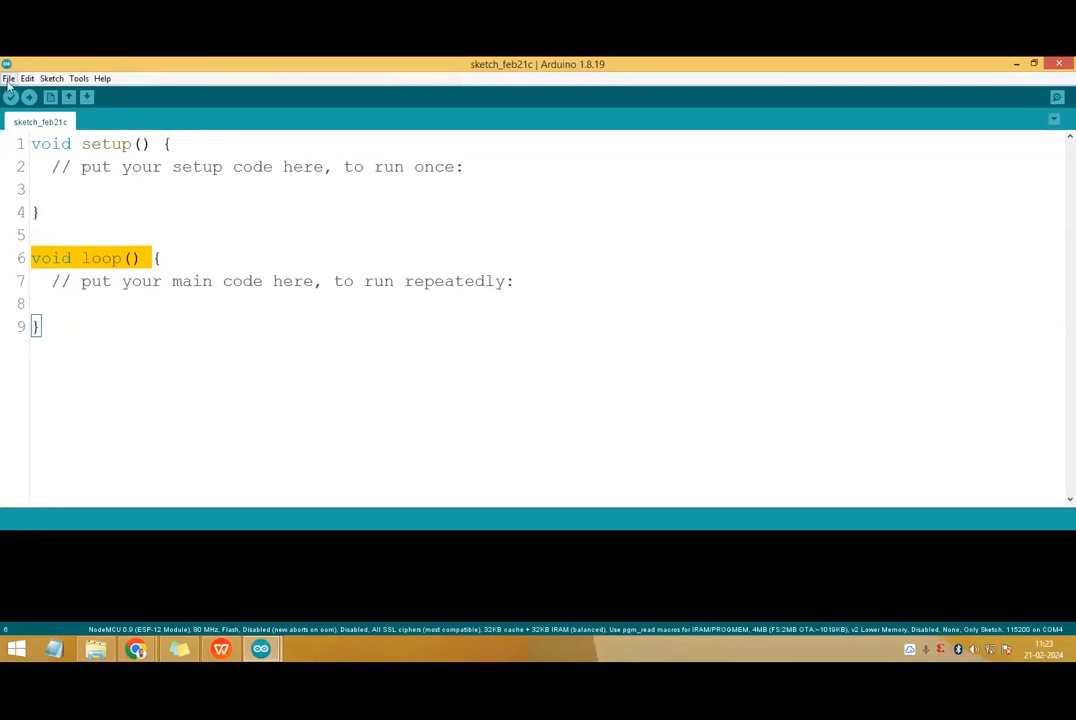 sketch_feb21c | Arduino 1.8.19
File Edit Sketch Tools Help
sketch_feb21c
1 void setup() {
2 // put your setup code here, to run once:
3
4 }
5
6 void loop() {
7 // put your main code here, to run repeatedly:
8
9 }
6 NodeMCU 0.9 (ESP-12 Module), 80 MHz, Flash, Disabled (new aborts on oom), Disabled, All SSL ciphers (most compatible), 32KB cache + 32KB IRAM (balanced), Use pgm_read macros for IRAM/PROGMEM, 4MB (FS:2MB OTA:~1019KB), v2 Lower Memory, Disabled, None, Only Sketch, 115200 on COM4
11:23
21-02-2024